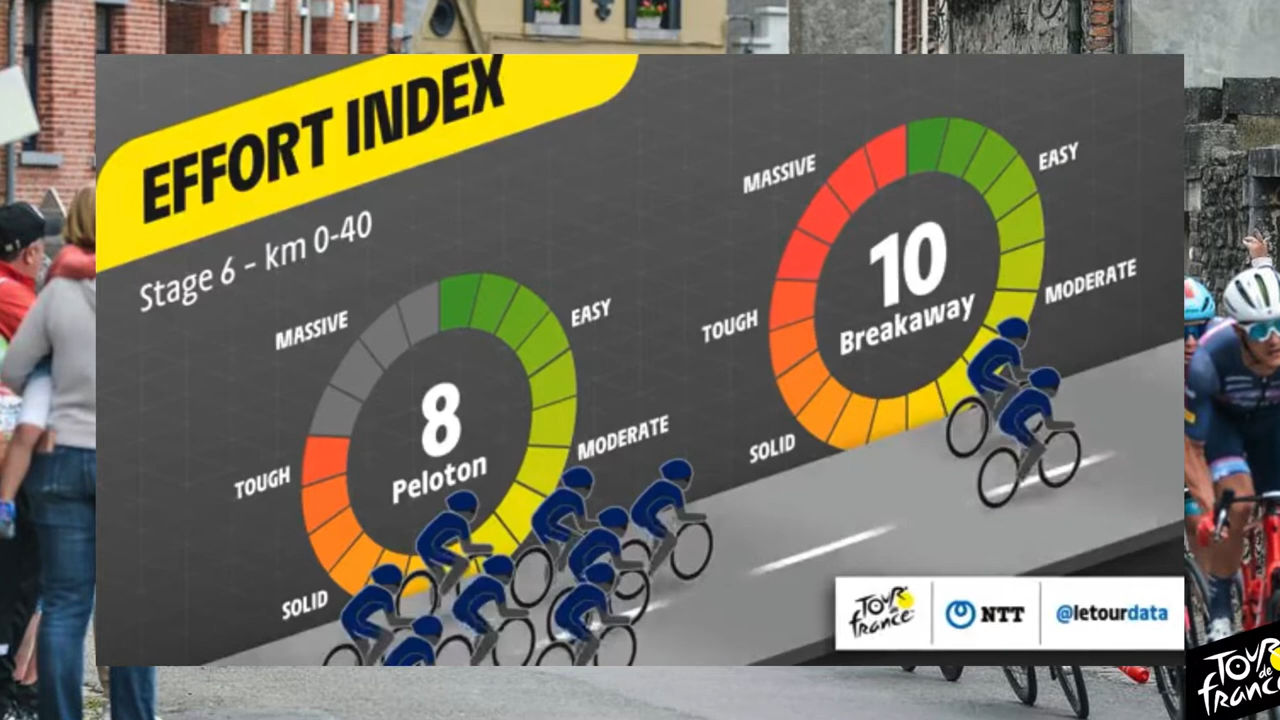 EFFORT INDEX
Stage 6 - km 0-40
MASSIVE
EASY
TOUGH
MODERATE
SOLID
8
Peloton
MASSIVE
EASY
TOUGH
MODERATE
SOLID
10
Breakaway
TOUR de france
NTT
@letourdata
TOUR de france